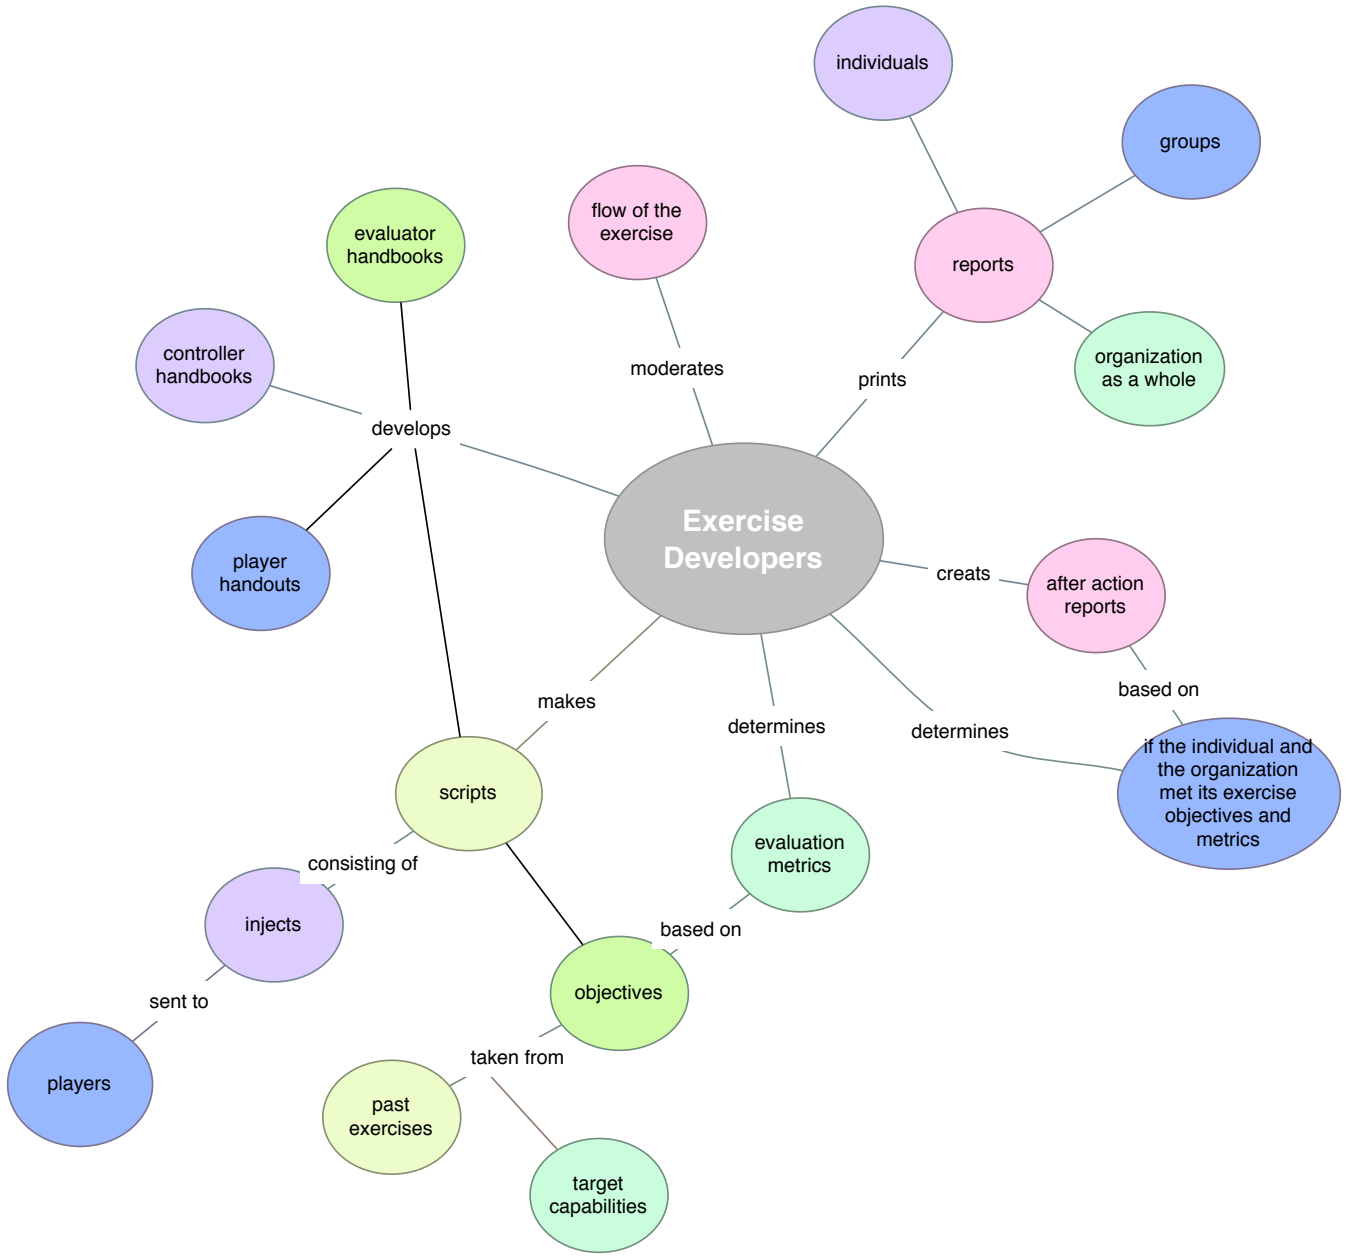 individuals
groups
flow of the
exercise
evaluator
handbooks
reports
controller
handbooks
organization
as a whole
moderates
prints
develops
Exercise
Developers
player
handouts
creats
after action
reports
makes
determines
determines
based on
if the individual and
the organization
met its exercise
objectives and
metrics
scripts
evaluation
metrics
consisting of
injects
based on
sent to
objectives
players
taken from
past
exercises
target
capabilities